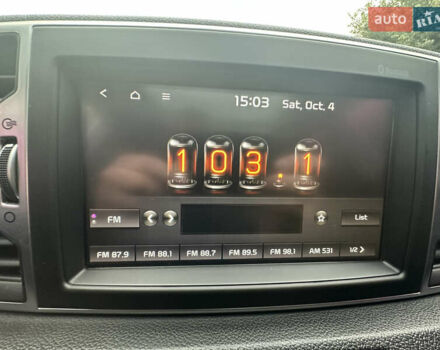 auto RIA
15:03 Sat, Oct, 4
103.1
FM List
FM 87.9 FM 88.1 FM 88.7 FM 89.5 FM 98.1 AM 531 1/2